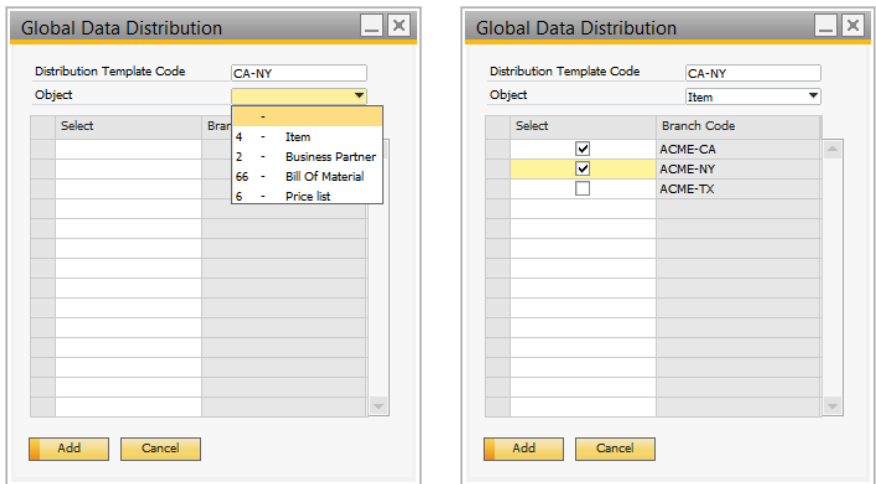 Global Data Distribution
Distribution Template Code CA-NY
Object
-
Select Bran
4 - Item
2 - Business Partner
66 - Bill Of Material
6 - Price list
Add Cancel
Global Data Distribution
Distribution Template Code CA-NY
Object Item
Select Branch Code
ACME-CA
ACME-NY
ACME-TX
Add Cancel